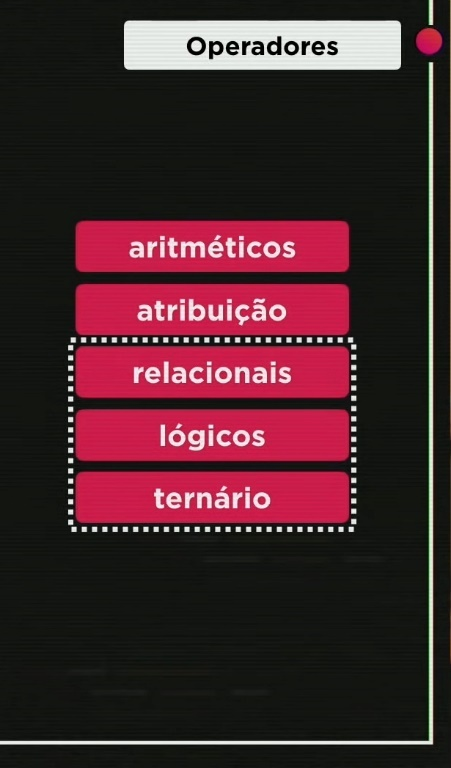 Operadores
aritméticos
atribuição
relacionais
lógicos
ternário